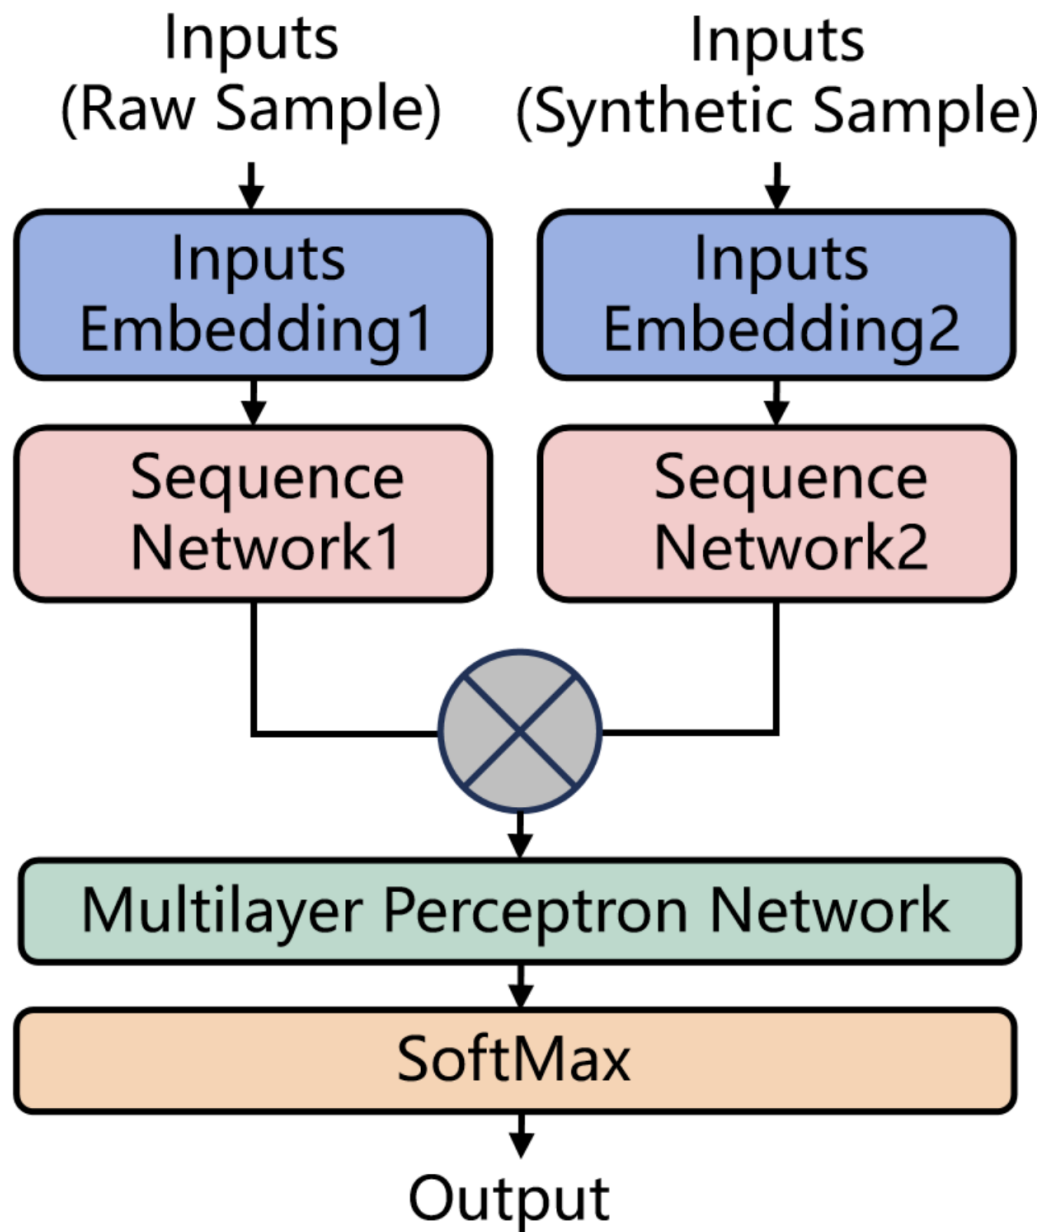 Inputs
(Raw Sample)
Inputs
(Synthetic Sample)
Inputs
Embedding1
Inputs
Embedding2
Sequence
Network1
Sequence
Network2
Multilayer Perceptron Network
SoftMax
Output